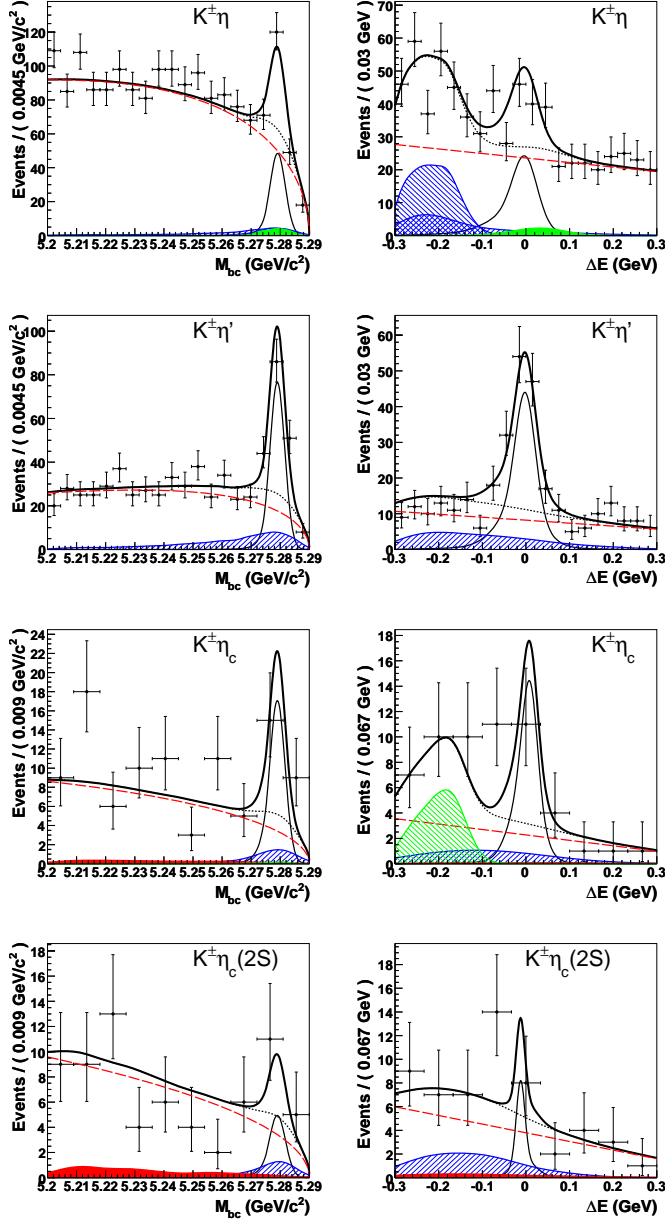 K±η
Events / ( 0.0045 GeV/c² )
120
100
80
60
40
20
0
5.2 5.21 5.22 5.23 5.24 5.25 5.26 5.27 5.28 5.29
M_bc (GeV/c²)
K±η
Events / ( 0.03 GeV )
70
60
50
40
30
20
10
0
-0.3 -0.2 -0.1 0 0.1 0.2 0.3
ΔE (GeV)
K±η’
Events / ( 0.0045 GeV/c² )
100
80
60
40
20
0
5.2 5.21 5.22 5.23 5.24 5.25 5.26 5.27 5.28 5.29
M_bc (GeV/c²)
K±η’
Events / ( 0.03 GeV )
60
50
40
30
20
10
0
-0.3 -0.2 -0.1 0 0.1 0.2 0.3
ΔE (GeV)
K±η_c
Events / ( 0.009 GeV/c² )
24
22
20
18
16
14
12
10
8
6
4
2
0
5.2 5.21 5.22 5.23 5.24 5.25 5.26 5.27 5.28 5.29
M_bc (GeV/c²)
K±η_c
Events / ( 0.067 GeV )
18
16
14
12
10
8
6
4
2
0
-0.3 -0.2 -0.1 0 0.1 0.2 0.3
ΔE (GeV)
K±η_c(2S)
Events / ( 0.009 GeV/c² )
18
16
14
12
10
8
6
4
2
0
5.2 5.21 5.22 5.23 5.24 5.25 5.26 5.27 5.28 5.29
M_bc (GeV/c²)
K±η_c(2S)
Events / ( 0.067 GeV )
18
16
14
12
10
8
6
4
2
0
-0.3 -0.2 -0.1 0 0.1 0.2 0.3
ΔE (GeV)